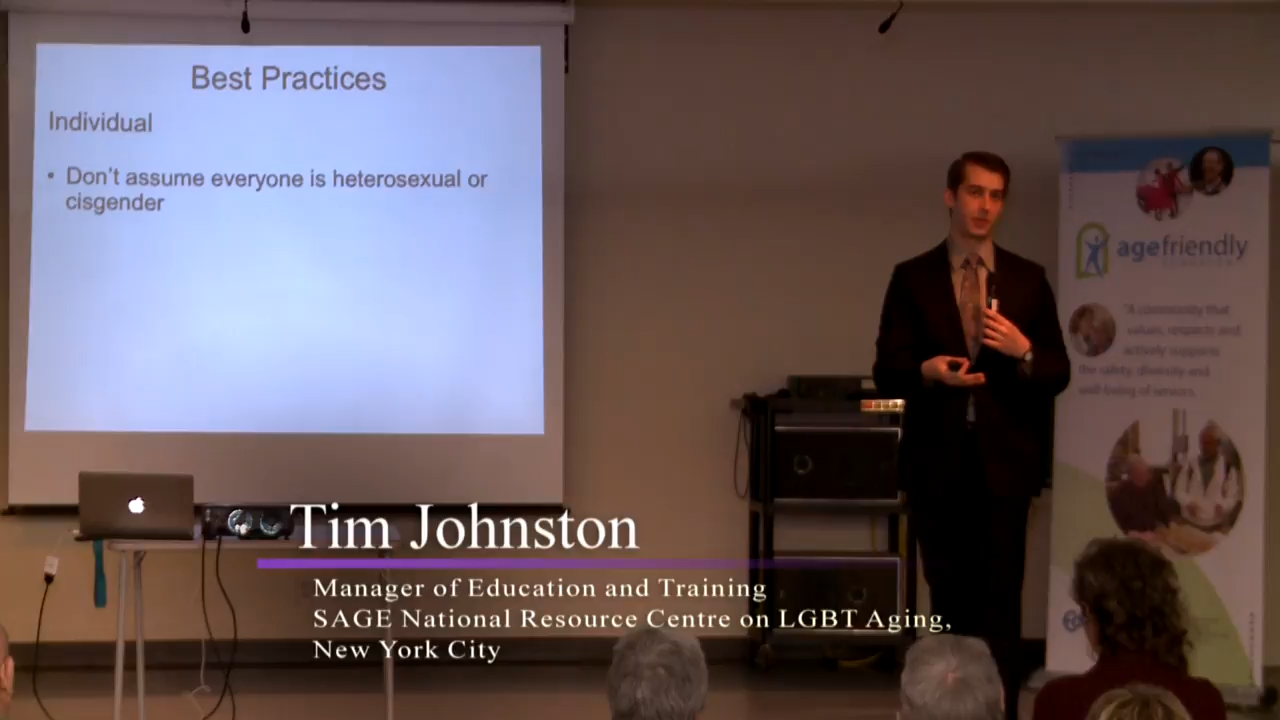 Best Practices
Individual
• Don't assume everyone is heterosexual or
cisgender
agefriendly
"A community that
values, respects and
actively supports
the safety, diversity and
well-being of seniors.
Tim Johnston
Manager of Education and Training
SAGE National Resource Centre on LGBT Aging,
New York City